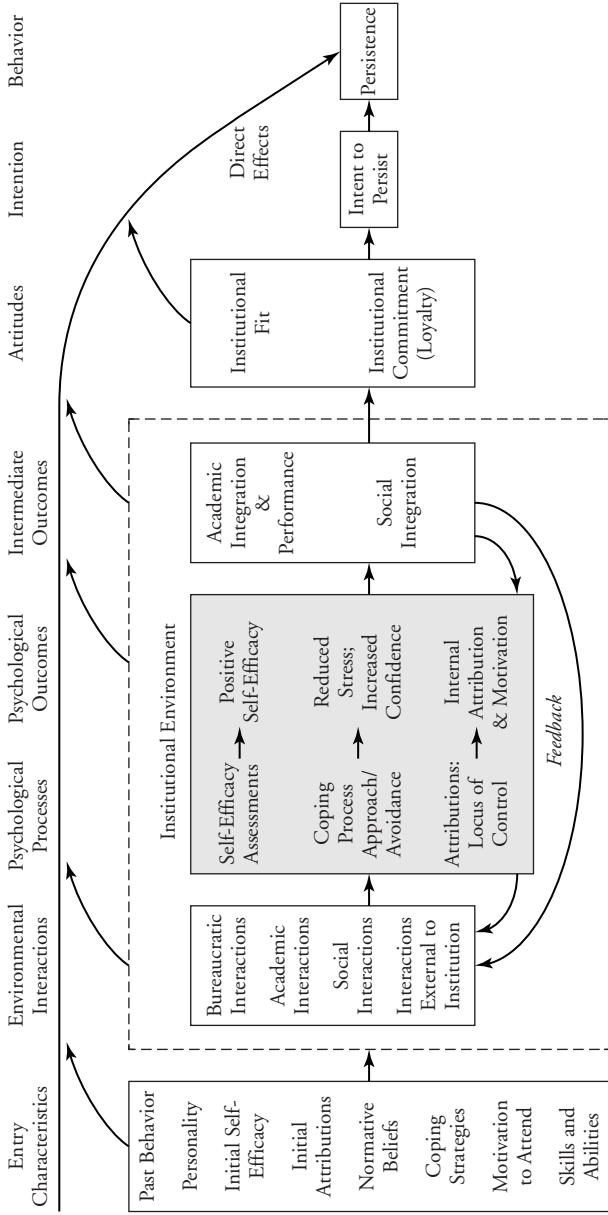 Entry
Characteristics
Environmental
Interactions
Psychological
Processes
Psychological
Outcomes
Intermediate
Outcomes
Attitudes
Intention
Behavior
Past Behavior
Personality
Initial Self-
Efficacy
Initial
Attributions
Normative
Beliefs
Coping
Strategies
Motivation
to Attend
Skills and
Abilities
Institutional Environment
Bureaucratic
Interactions
Academic
Interactions
Social
Interactions
Interactions
External to
Institution
Self-Efficacy
Assessments
Positive
Self-Efficacy
Coping
Process
Approach/
Avoidance
Reduced
Stress;
Increased
Confidence
Attributions:
Locus of
Control
Internal
Attribution
& Motivation
Feedback
Academic
Integration
&
Performance
Social
Integration
Institutional
Fit
Institutional
Commitment
(Loyalty)
Direct
Effects
Intent to
Persist
Persistence